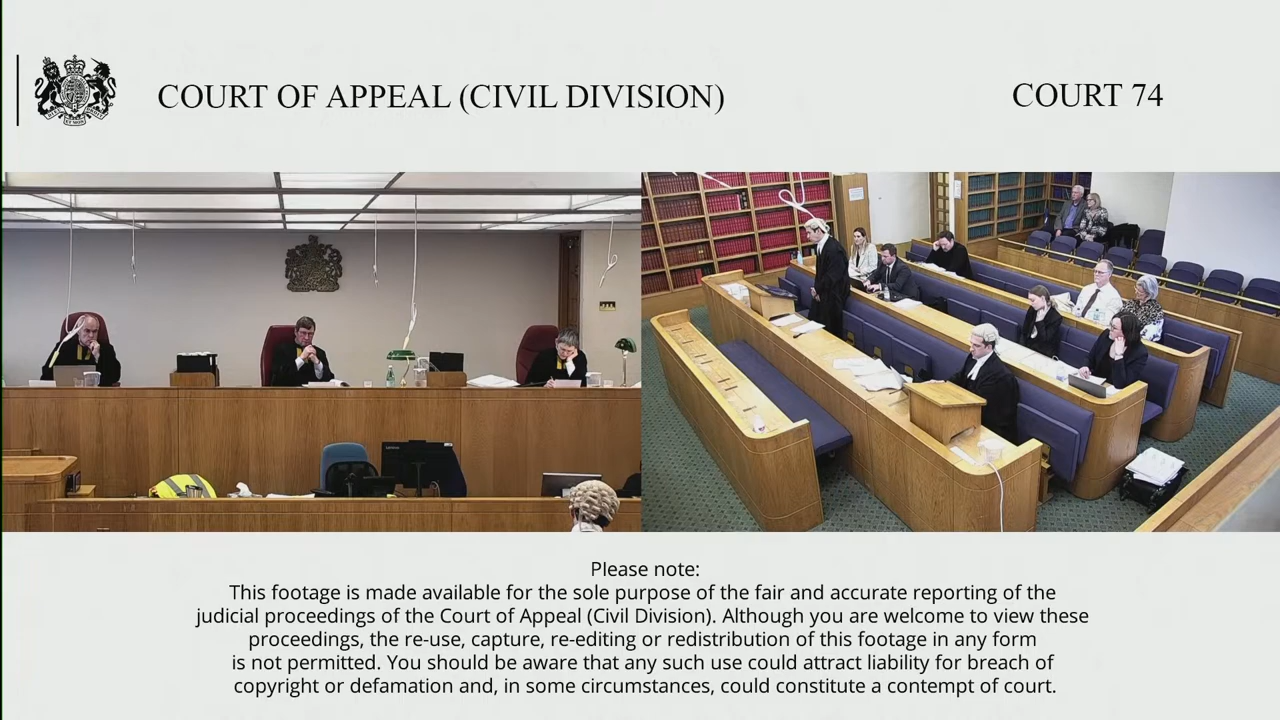 COURT OF APPEAL (CIVIL DIVISION)
COURT 74
Please note:
This footage is made available for the sole purpose of the fair and accurate reporting of the
judicial proceedings of the Court of Appeal (Civil Division). Although you are welcome to view these
proceedings, the re-use, capture, re-editing or redistribution of this footage in any form
is not permitted. You should be aware that any such use could attract liability for breach of
copyright or defamation and, in some circumstances, could constitute a contempt of court.